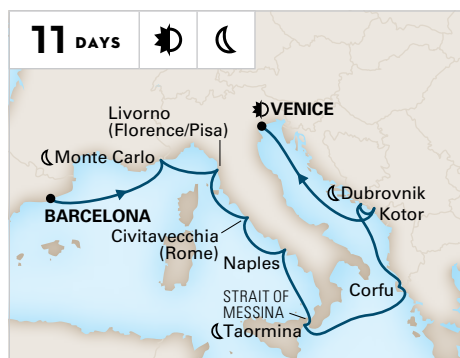 11 DAYS
Livorno
(Florence/Pisa)
VENICE
Monte Carlo
BARCELONA
Dubrovnik
Kotor
Civitavecchia
(Rome)
Naples
Corfu
STRAIT OF
MESSINA
Taormina